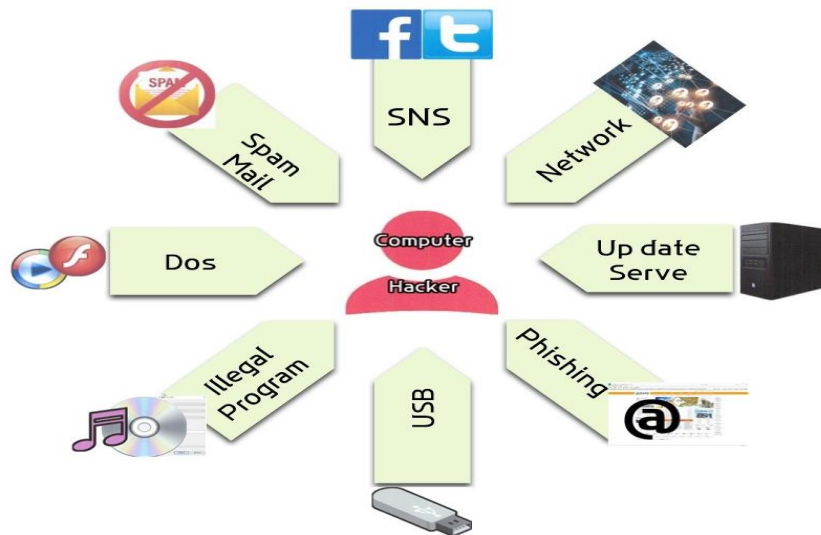 SPAM
SNS
Spam
Mail
Network
Computer
Hacker
Dos
Up date
Serve
Illegal
Program
USB
Phishing
@